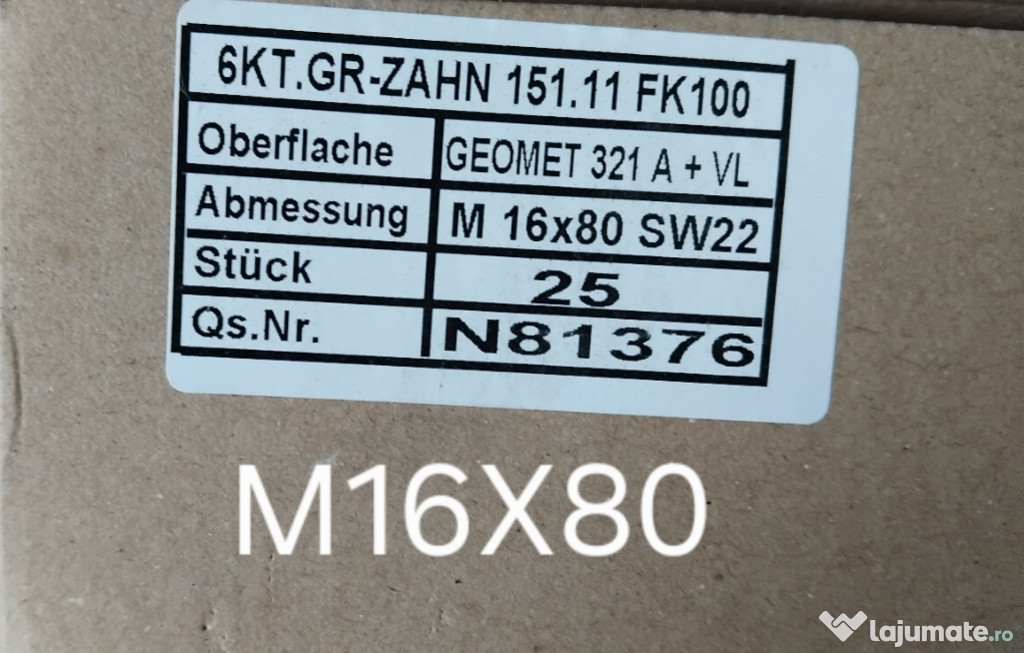 6KT.GR-ZAHN 151.11 FK100
Oberflache GEOMET 321 A + VL
Abmessung M 16x80 SW22
Stück 25
Qs.Nr. N81376
M16X80
lajumate.ro